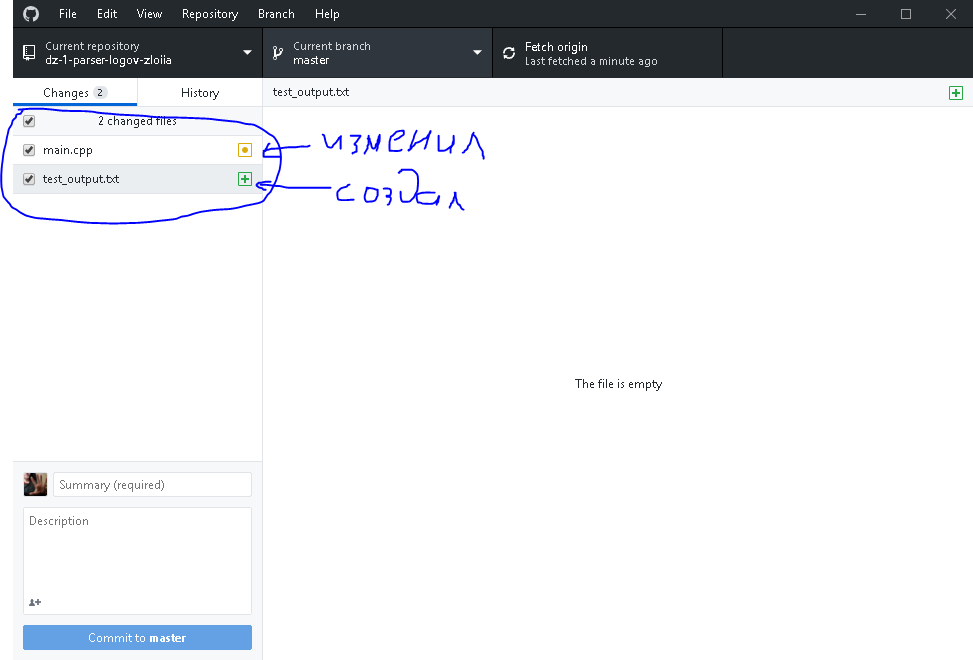 File Edit View Repository Branch Help
Current repository
dz-1-parser-logov-zloiia
Current branch
master
Fetch origin
Last fetched a minute ago
Changes 2 History
test_output.txt
2 changed files
main.cpp
изменил
test_output.txt
создал
The file is empty
Summary (required)
Description
Commit to master